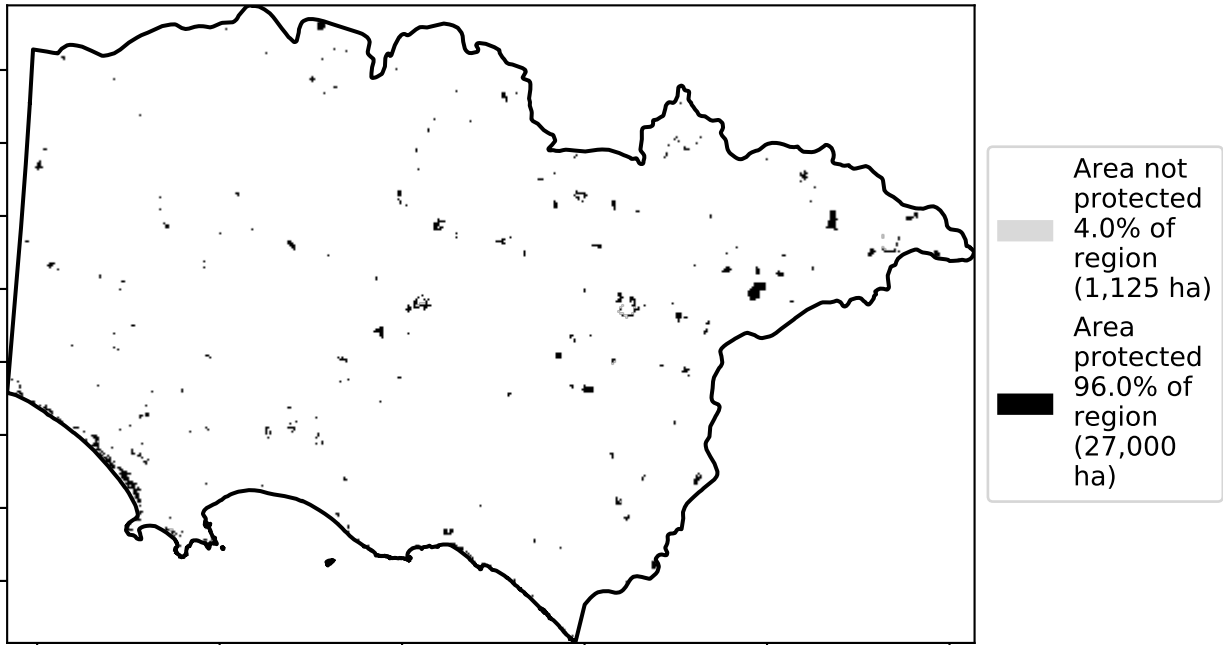 Area not
protected
4.0% of
region
(1,125 ha)
Area
protected
96.0% of
region
(27,000
ha)